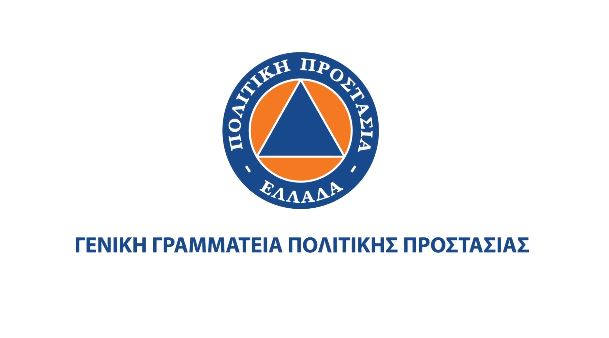 ΠΟΛΙΤΙΚΗ ΠΡΟΣΤΑΣΙΑ
- ΕΛΛΑΔΑ -
ΓΕΝΙΚΗ ΓΡΑΜΜΑΤΕΙΑ ΠΟΛΙΤΙΚΗΣ ΠΡΟΣΤΑΣΙΑΣ